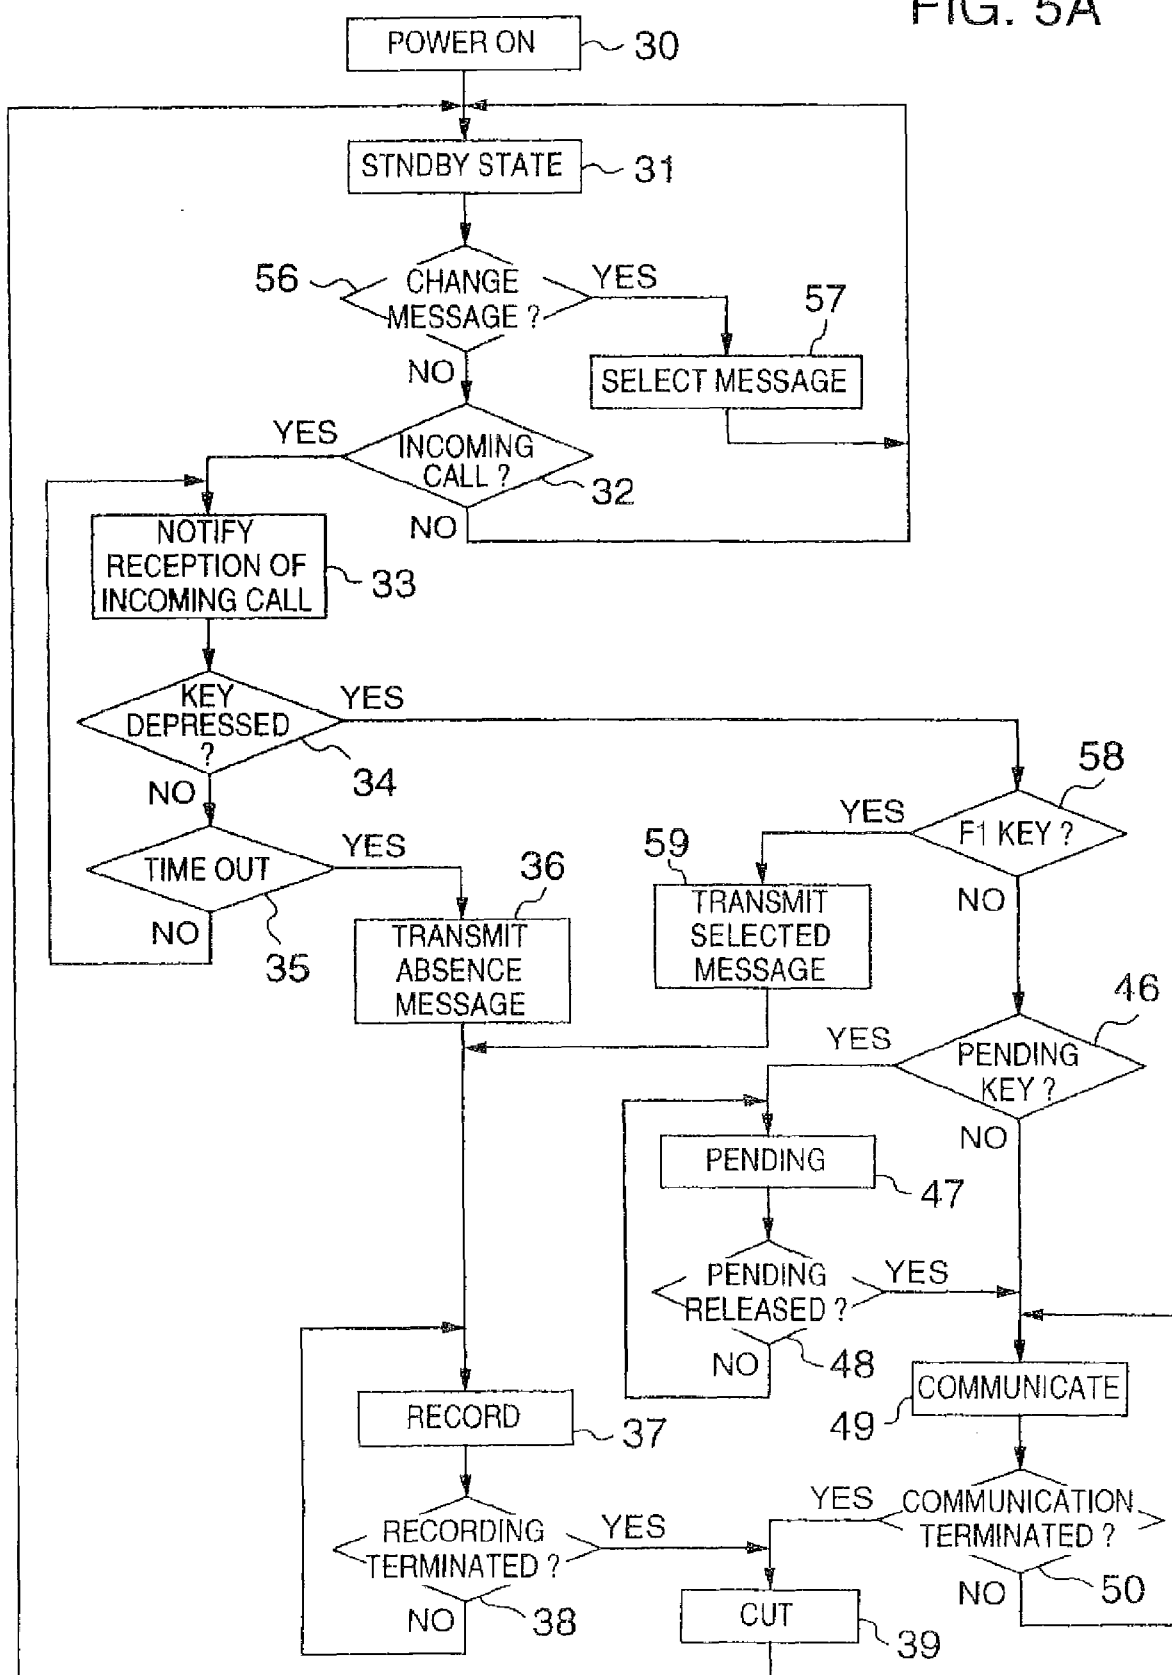 FIG. 5A
POWER ON
30
STNDBY STATE
31
56
CHANGE
MESSAGE ?
YES
57
NO
SELECT MESSAGE
YES
INCOMING
CALL ?
32
NO
NOTIFY
RECEPTION OF
INCOMING CALL
33
KEY
DEPRESSED
?
YES
34
NO
58
YES
F1 KEY ?
TIME OUT
YES
36
59
NO
NO
35
TRANSMIT
ABSENCE
MESSAGE
TRANSMIT
SELECTED
MESSAGE
46
YES
PENDING
KEY ?
NO
PENDING
47
PENDING
RELEASED ?
YES
NO
48
COMMUNICATE
49
RECORD
37
YES
COMMUNICATION
TERMINATED ?
RECORDING
TERMINATED ?
YES
NO
50
NO
38
CUT
39